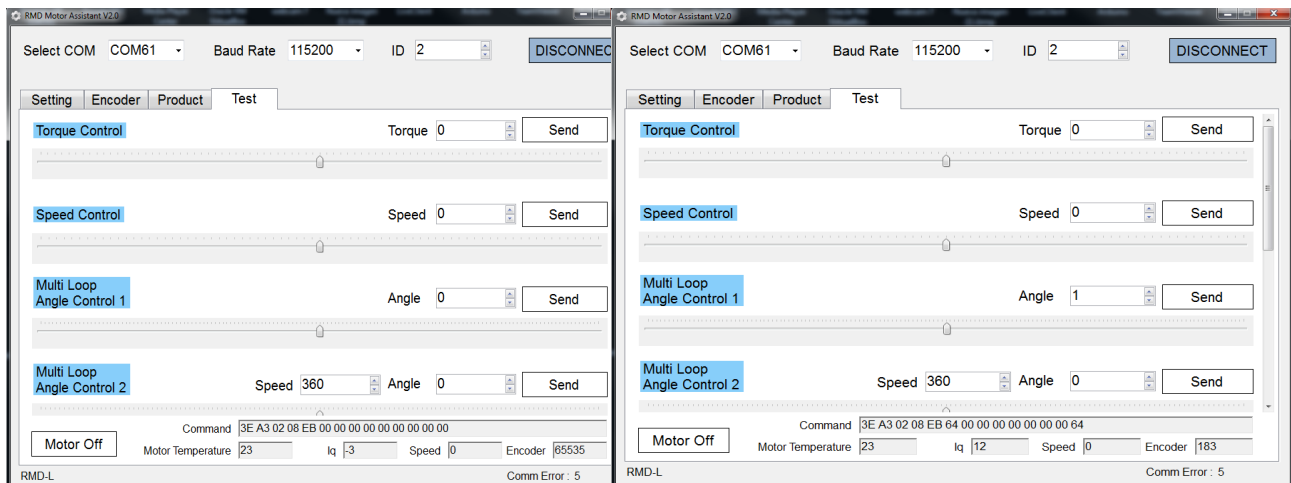 RMD Motor Assistant V2.0
Select COM COM61 Baud Rate 115200 ID 2 DISCONNEC
Setting Encoder Product Test
Torque Control Torque 0 Send
Speed Control Speed 0 Send
Multi Loop
Angle Control 1 Angle 0 Send
Multi Loop
Angle Control 2 Speed 360 Angle 0 Send
Command 3E A3 02 08 EB 00 00 00 00 00 00 00 00 00
Motor Off Motor Temperature 23 Iq -3 Speed 0 Encoder 65535
RMD-L Comm Error : 5
RMD Motor Assistant V2.0
Select COM COM61 Baud Rate 115200 ID 2 DISCONNECT
Setting Encoder Product Test
Torque Control Torque 0 Send
Speed Control Speed 0 Send
Multi Loop
Angle Control 1 Angle 1 Send
Multi Loop
Angle Control 2 Speed 360 Angle 0 Send
Command 3E A3 02 08 EB 64 00 00 00 00 00 00 00 64
Motor Off Motor Temperature 23 Iq 12 Speed 0 Encoder 183
RMD-L Comm Error : 5